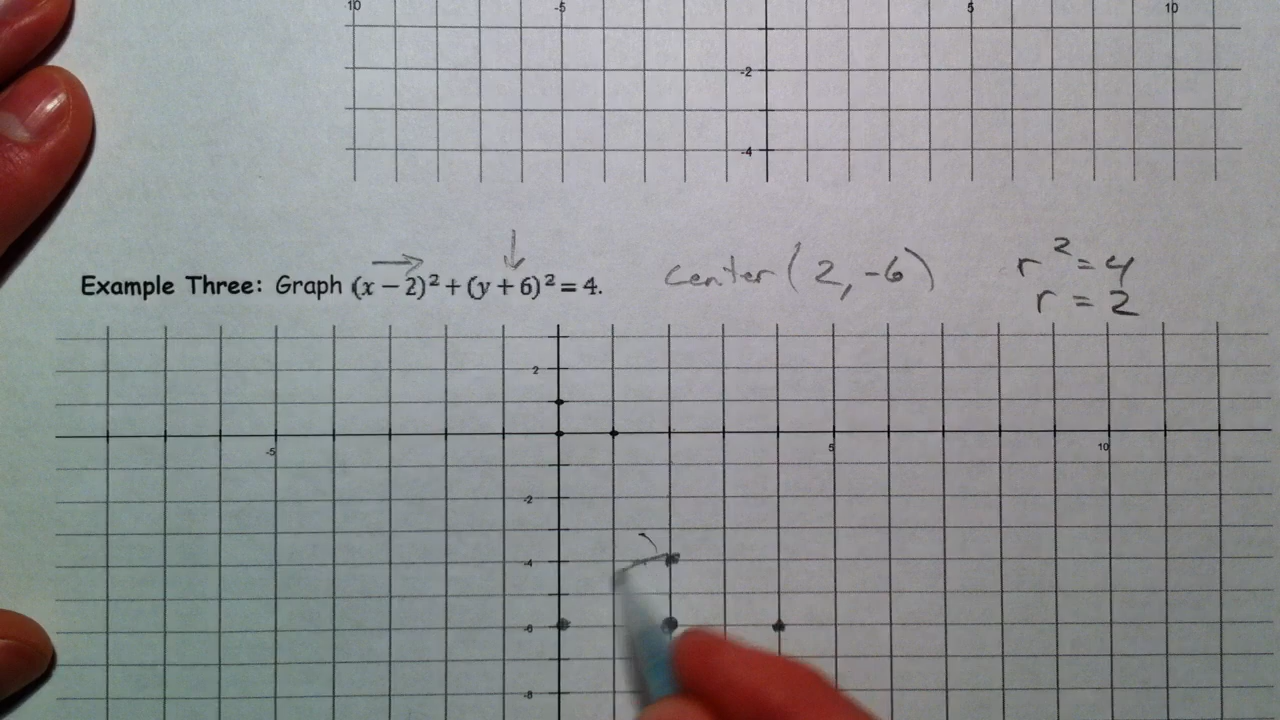 10 -5 5 10
-2
-4
Example Three: Graph (x − 2)² + (y + 6)² = 4. center (2, -6) r² = 4
r = 2
2
-5 5 10
-2
-4
-6
-8